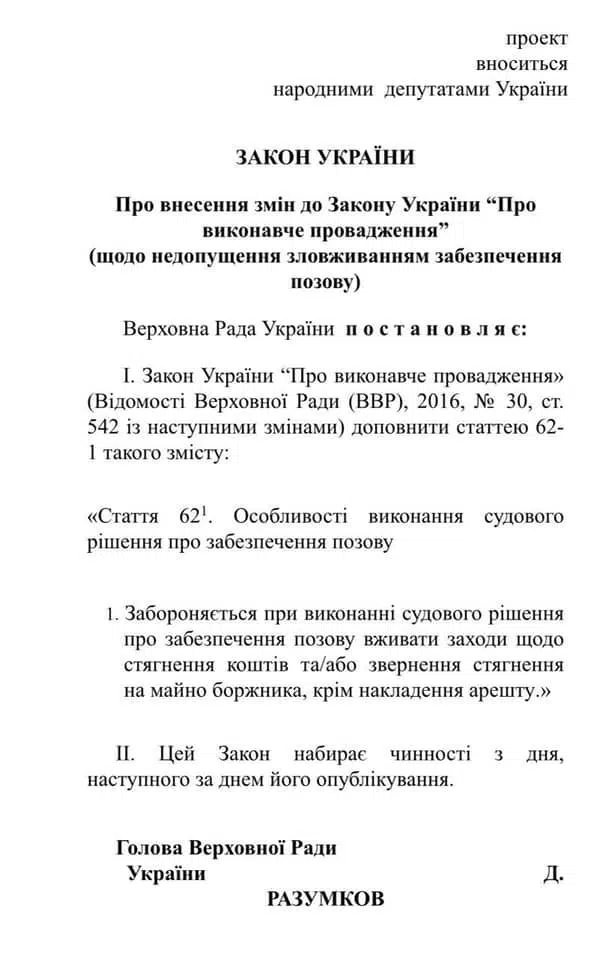 проект
вноситься
народними депутатами України
ЗАКОН УКРАЇНИ
Про внесення змін до Закону України “Про
виконавче провадження”
(щодо недопущення зловживанням забезпечення
позову)
Верховна Рада України п о с т а н о в л я є:
I. Закон України “Про виконавче провадження»
(Відомості Верховної Ради (ВВР), 2016, № 30, ст.
542 із наступними змінами) доповнити статтею 62-
1 такого змісту:
«Стаття 62¹. Особливості виконання судового
рішення про забезпечення позову
1. Забороняється при виконанні судового рішення
про забезпечення позову вживати заходи щодо
стягнення коштів та/або звернення стягнення
на майно боржника, крім накладення арешту.»
II. Цей Закон набирає чинності з дня,
наступного за днем його опублікування.
Голова Верховної Ради
України Д.
РАЗУМКОВ